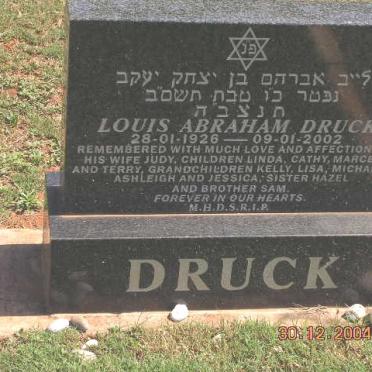 פנ
לייב אברהם בן יצחק יעקב
נפטר כו טבת תשסב
תנצבה
LOUIS ABRAHAM DRUCK
28-01-1926 — 09-01-2002
REMEMBERED WITH MUCH LOVE AND AFFECTION
HIS WIFE JUDY, CHILDREN LINDA, CATHY, MARCE
AND TERRY, GRANDCHILDREN KELLY, LISA, MICHA
ASHLEIGH AND JESSICA, SISTER HAZEL
AND BROTHER SAM.
FOREVER IN OUR HEARTS.
M.H.D.S.R.I.P.
DRUCK
30.12.2004